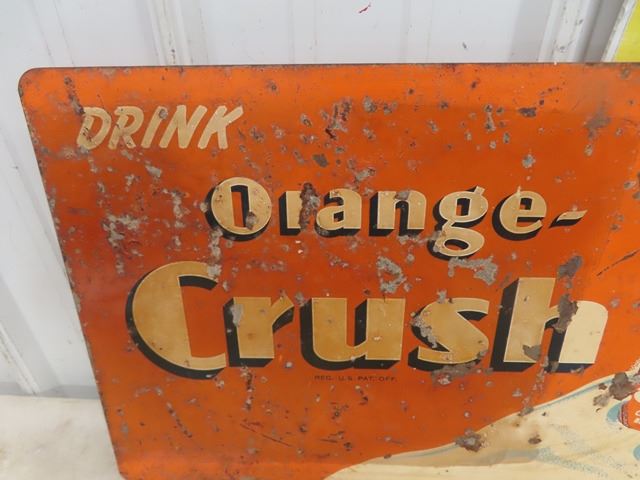 DRINK
Orange-
Crush
REG. U.S. PAT. OFF.